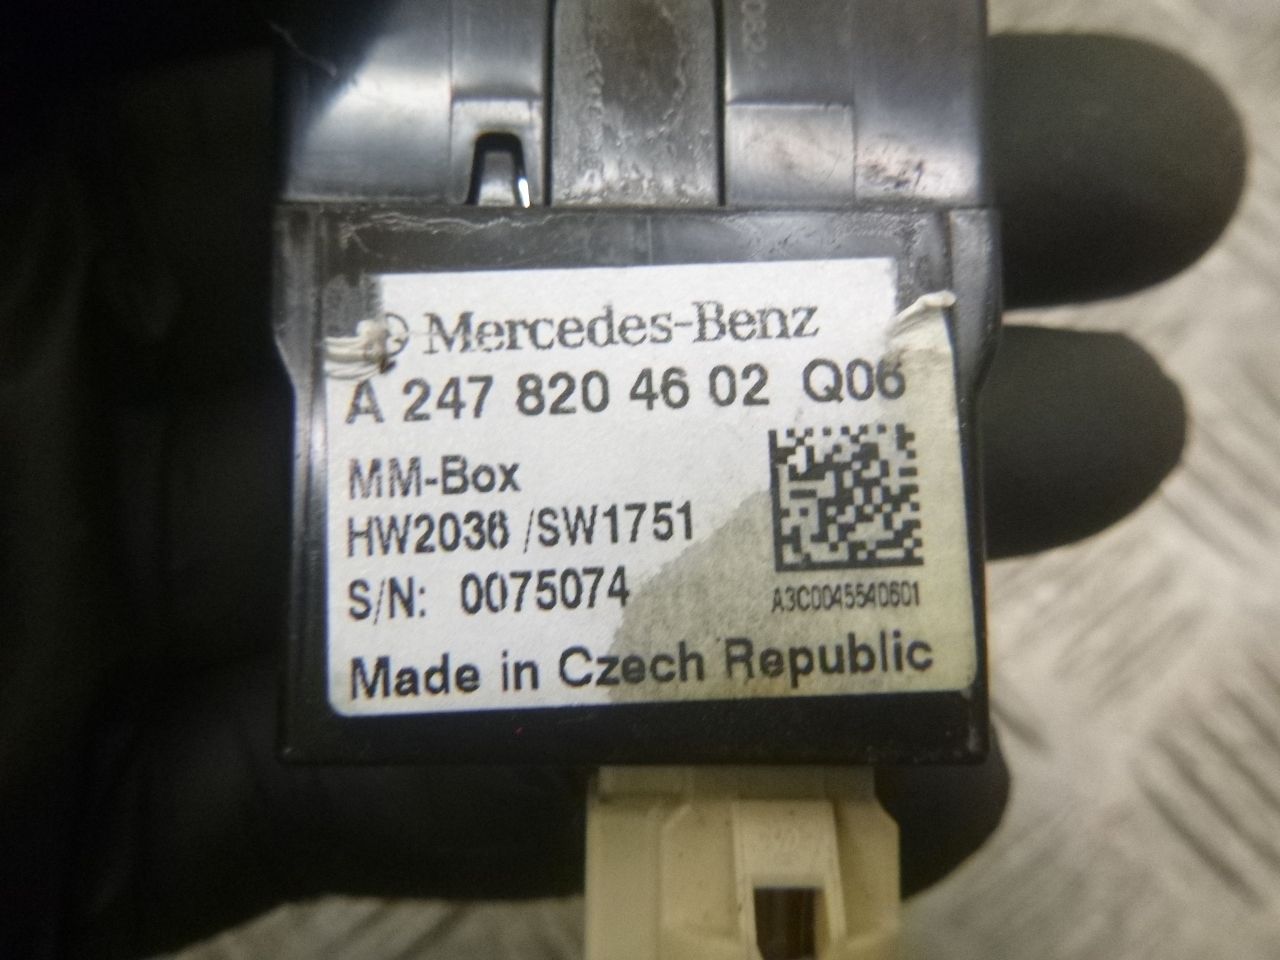 Mercedes-Benz
A 247 820 46 02 Q06
MM-Box
HW2036 /SW1751
S/N: 0075074
A3C0045540601
Made in Czech Republic